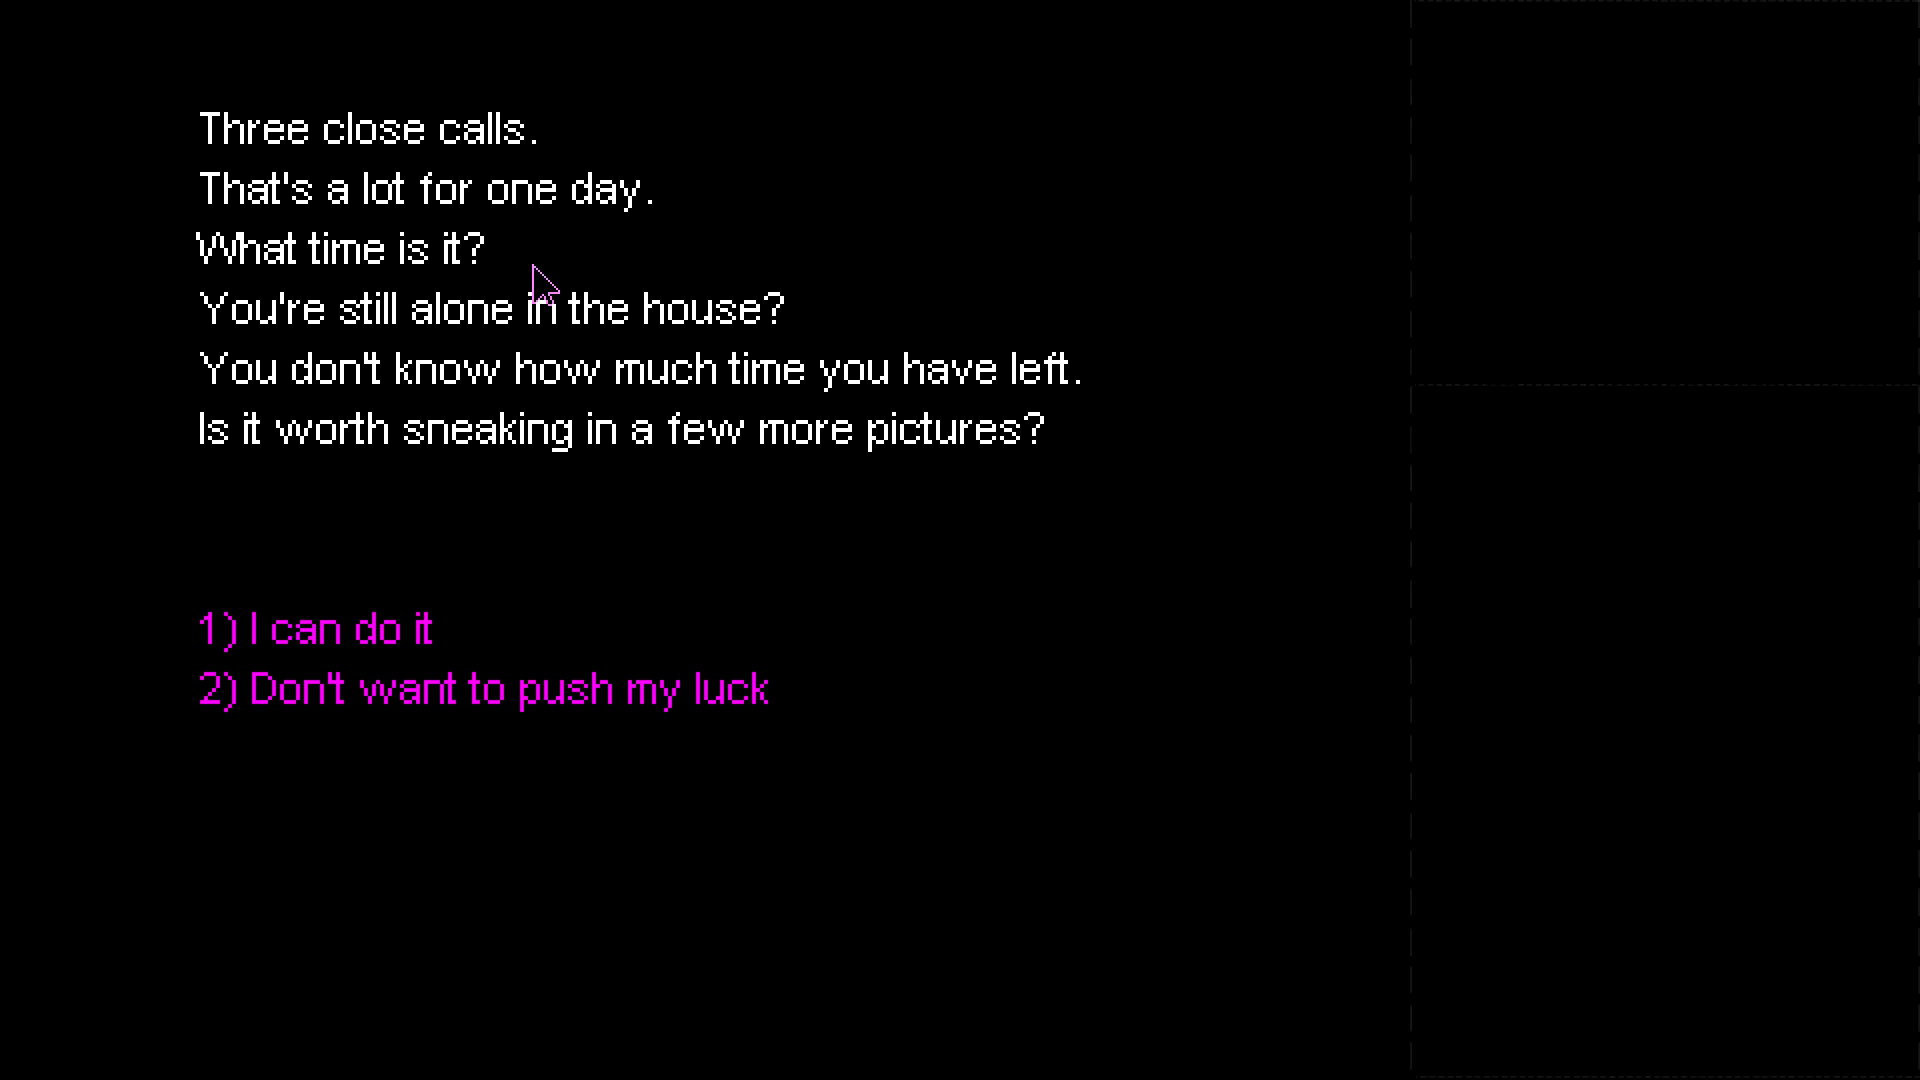 Three close calls.
That's a lot for one day.
What time is it?
You're still alone in the house?
You don't know how much time you have left.
Is it worth sneaking in a few more pictures?
1) I can do it
2) Don't want to push my luck